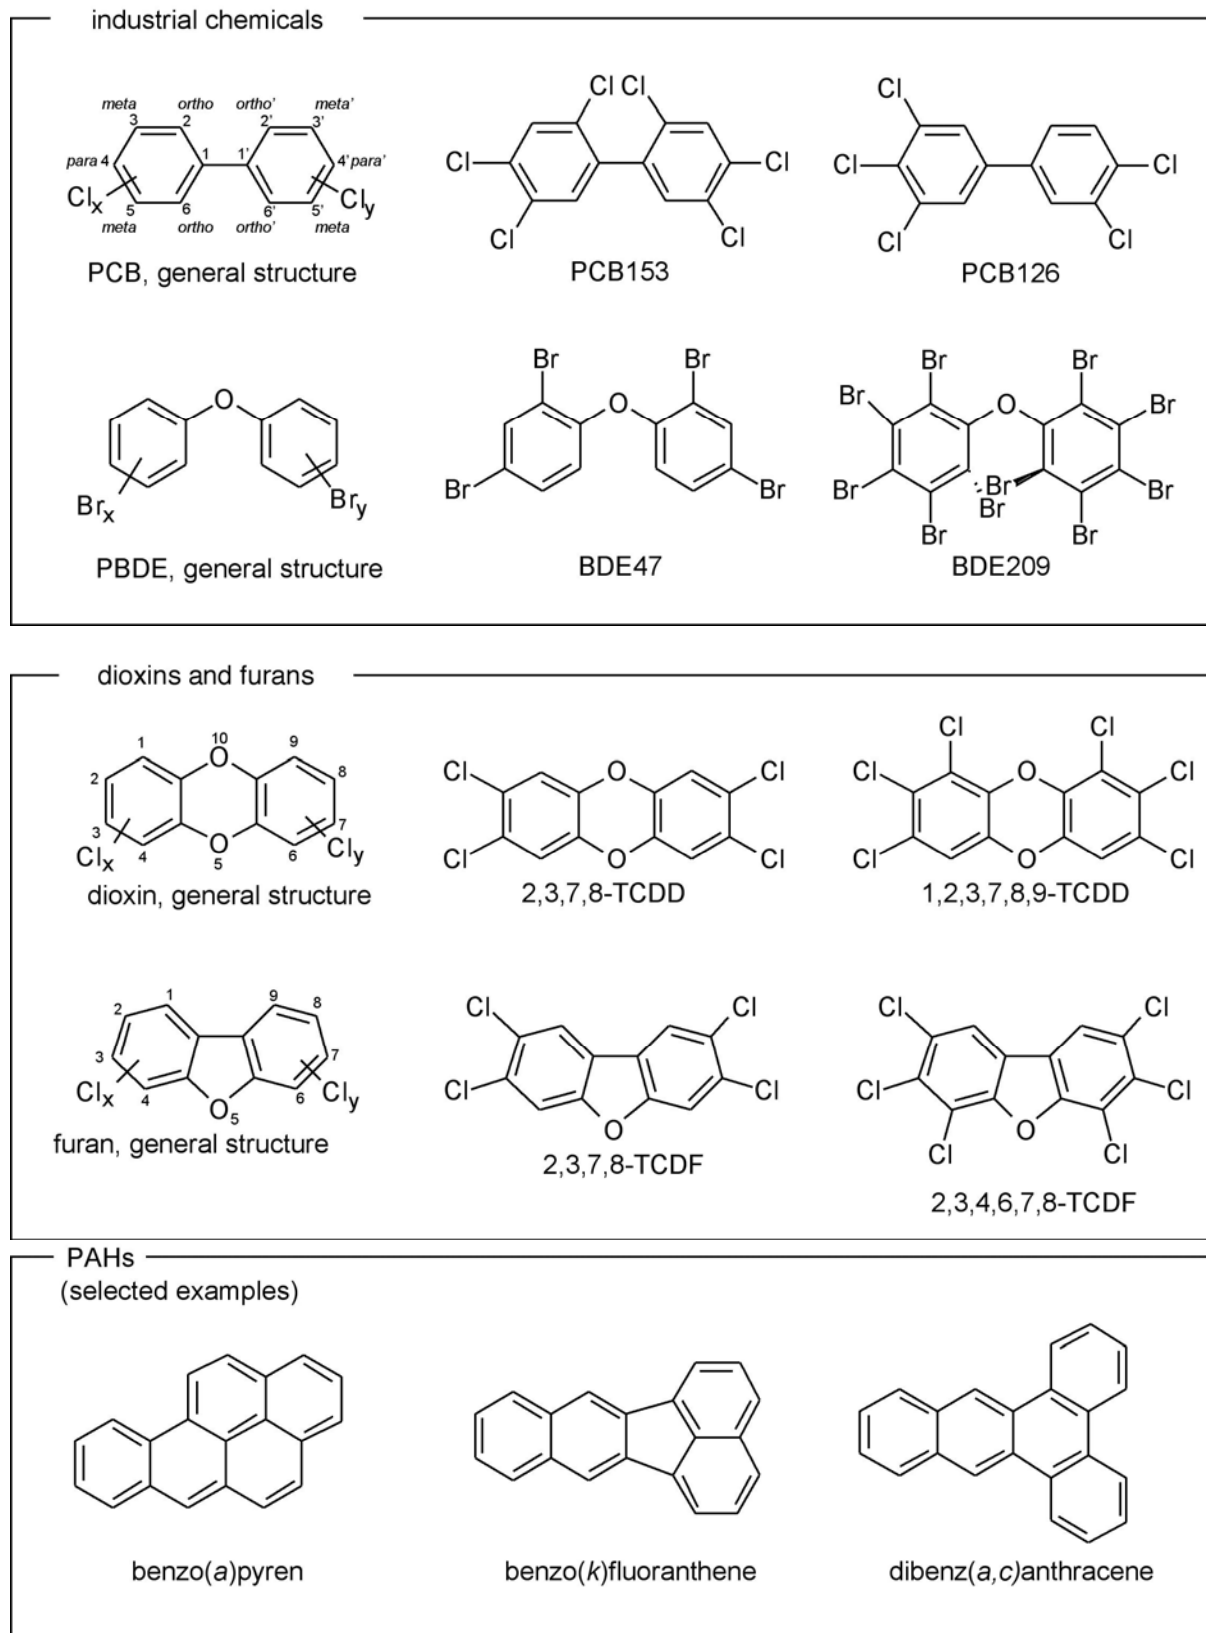 industrial chemicals
meta ortho ortho' meta'
3 2 2' 3'
para 4 1 1' 4' para'
Clx 5 6 6' 5' Cly
meta ortho ortho' meta
PCB, general structure
Cl Cl
Cl Cl
Cl Cl
PCB153
Cl
Cl Cl
Cl Cl
PCB126
O
Brx Bry
PBDE, general structure
Br Br
O
Br Br
BDE47
Br Br
Br O Br
Br Br Br Br
Br Br
Br
BDE209
dioxins and furans
1 10 9
O
2 8
3 7
Clx 4 O 6 Cly
5
dioxin, general structure
Cl O Cl
Cl O Cl
2,3,7,8-TCDD
Cl Cl
Cl O Cl
Cl O Cl
1,2,3,7,8,9-TCDD
1 9
2 8
3 7
Clx 4 6 Cly
O5
furan, general structure
Cl Cl
Cl Cl
O
2,3,7,8-TCDF
Cl Cl
Cl Cl
O
Cl Cl
2,3,4,6,7,8-TCDF
PAHs
(selected examples)
benzo(a)pyren
benzo(k)fluoranthene
dibenz(a,c)anthracene